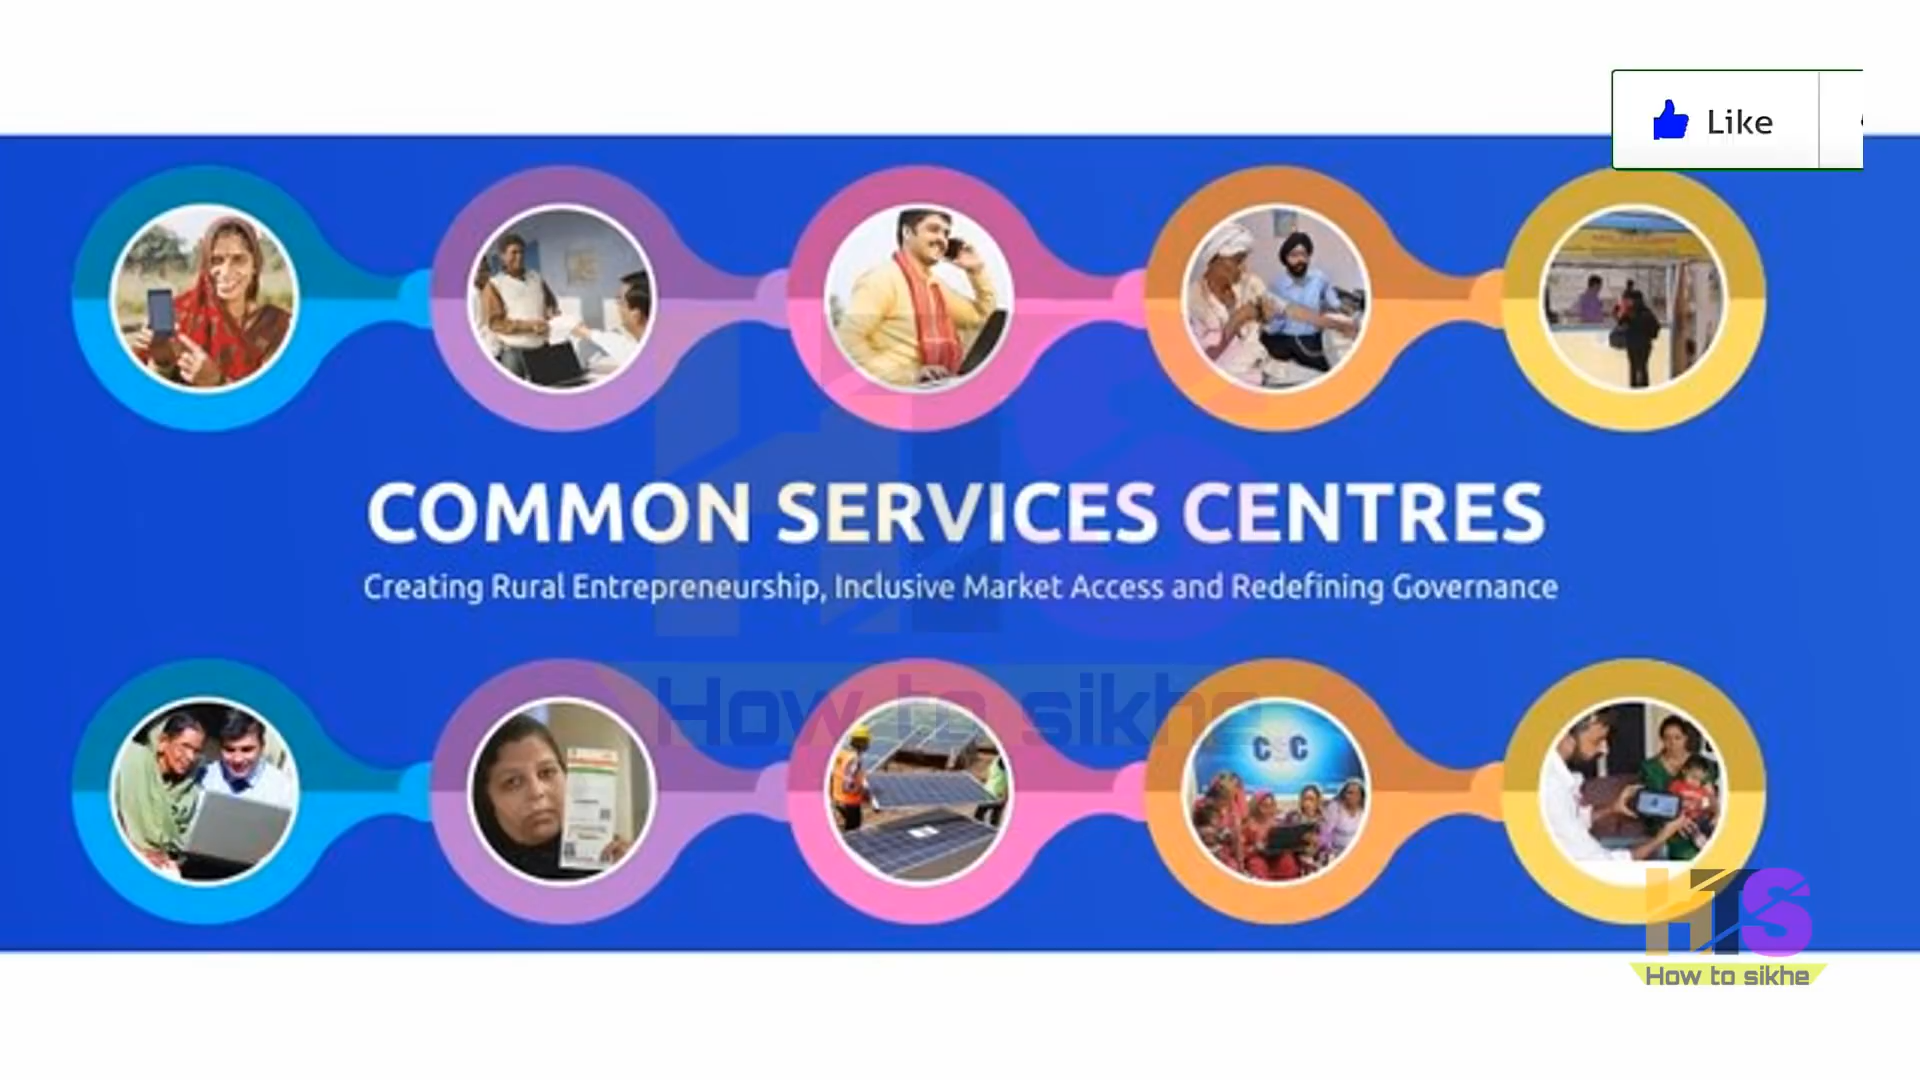 Like
COMMON SERVICES CENTRES
Creating Rural Entrepreneurship, Inclusive Market Access and Redefining Governance
How to sikhe
CSC
HTS
How to sikhe